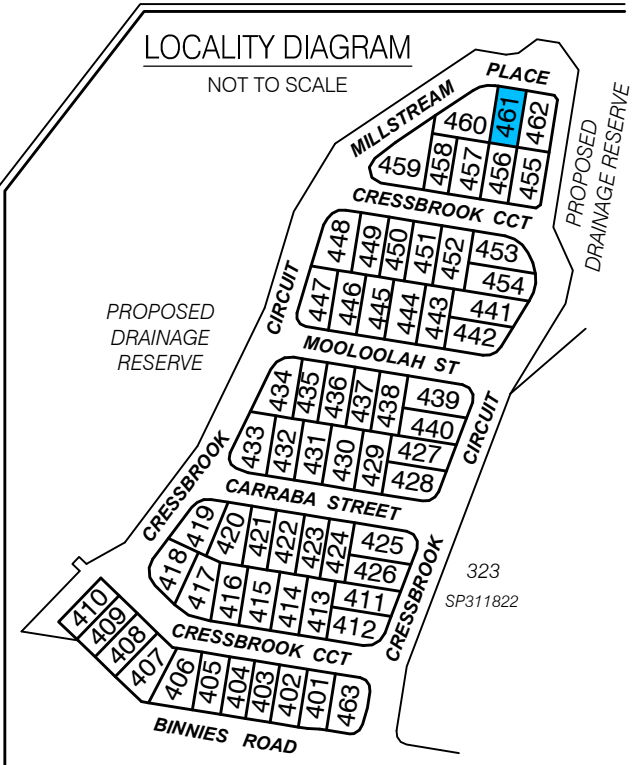 LOCALITY DIAGRAM
NOT TO SCALE
MILLSTREAM PLACE
460 461 462
459 458 457 456 455
PROPOSED
DRAINAGE RESERVE
CRESSBROOK CCT
448 449 450 451 452 453
454
447 446 445 444 443 441
442
CIRCUIT
PROPOSED
DRAINAGE
RESERVE
MOOLOOLAH ST
434 435 436 437 438 439
440
433 432 431 430 429 427
428
CIRCUIT
CRESSBROOK
CARRABA STREET
419 420 421 422 423 424 425
426
418 417 416 415 414 413 411
412
CRESSBROOK
323
SP311822
CRESSBROOK CCT
410
409
408
407 406 405 404 403 402 401 463
BINNIES ROAD